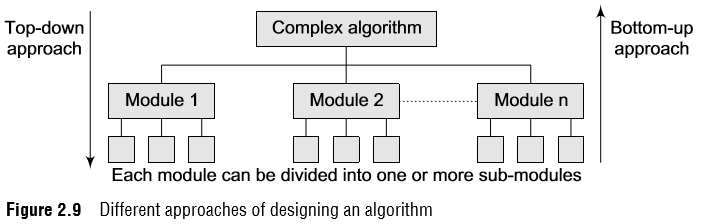 Top-down
approach
Complex algorithm
Bottom-up
approach
Module 1
Module 2
Module n
Each module can be divided into one or more sub-modules
Figure 2.9 Different approaches of designing an algorithm